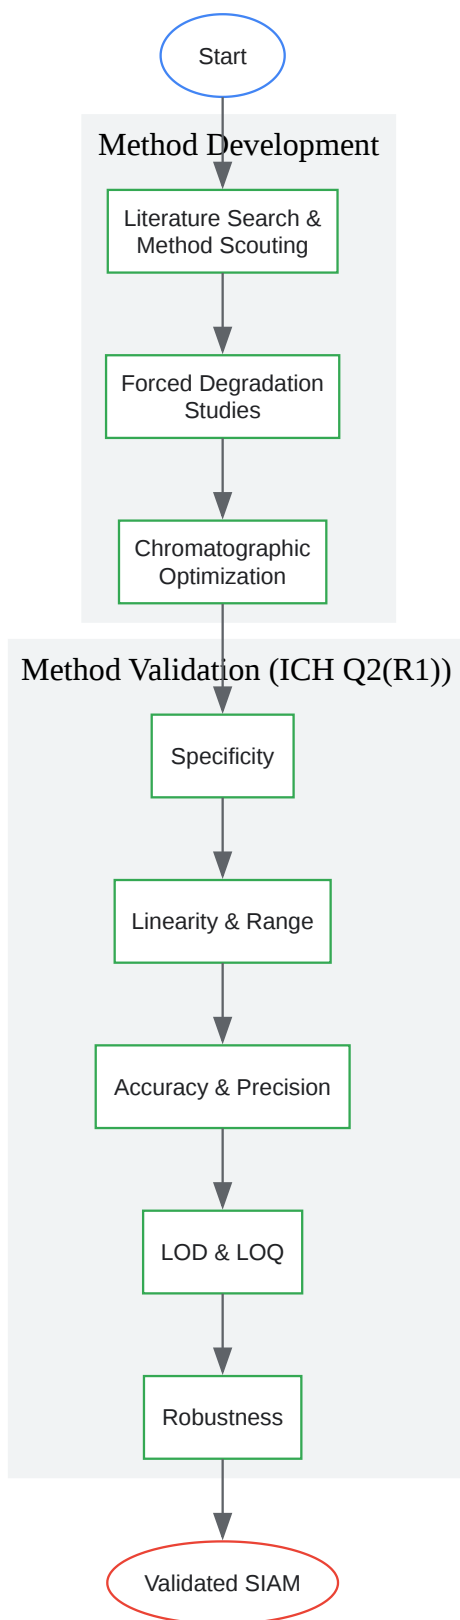 Start
Method Development
Literature Search &
Method Scouting
Forced Degradation
Studies
Chromatographic
Optimization
Method Validation (ICH Q2(R1))
Specificity
Linearity & Range
Accuracy & Precision
LOD & LOQ
Robustness
Validated SIAM